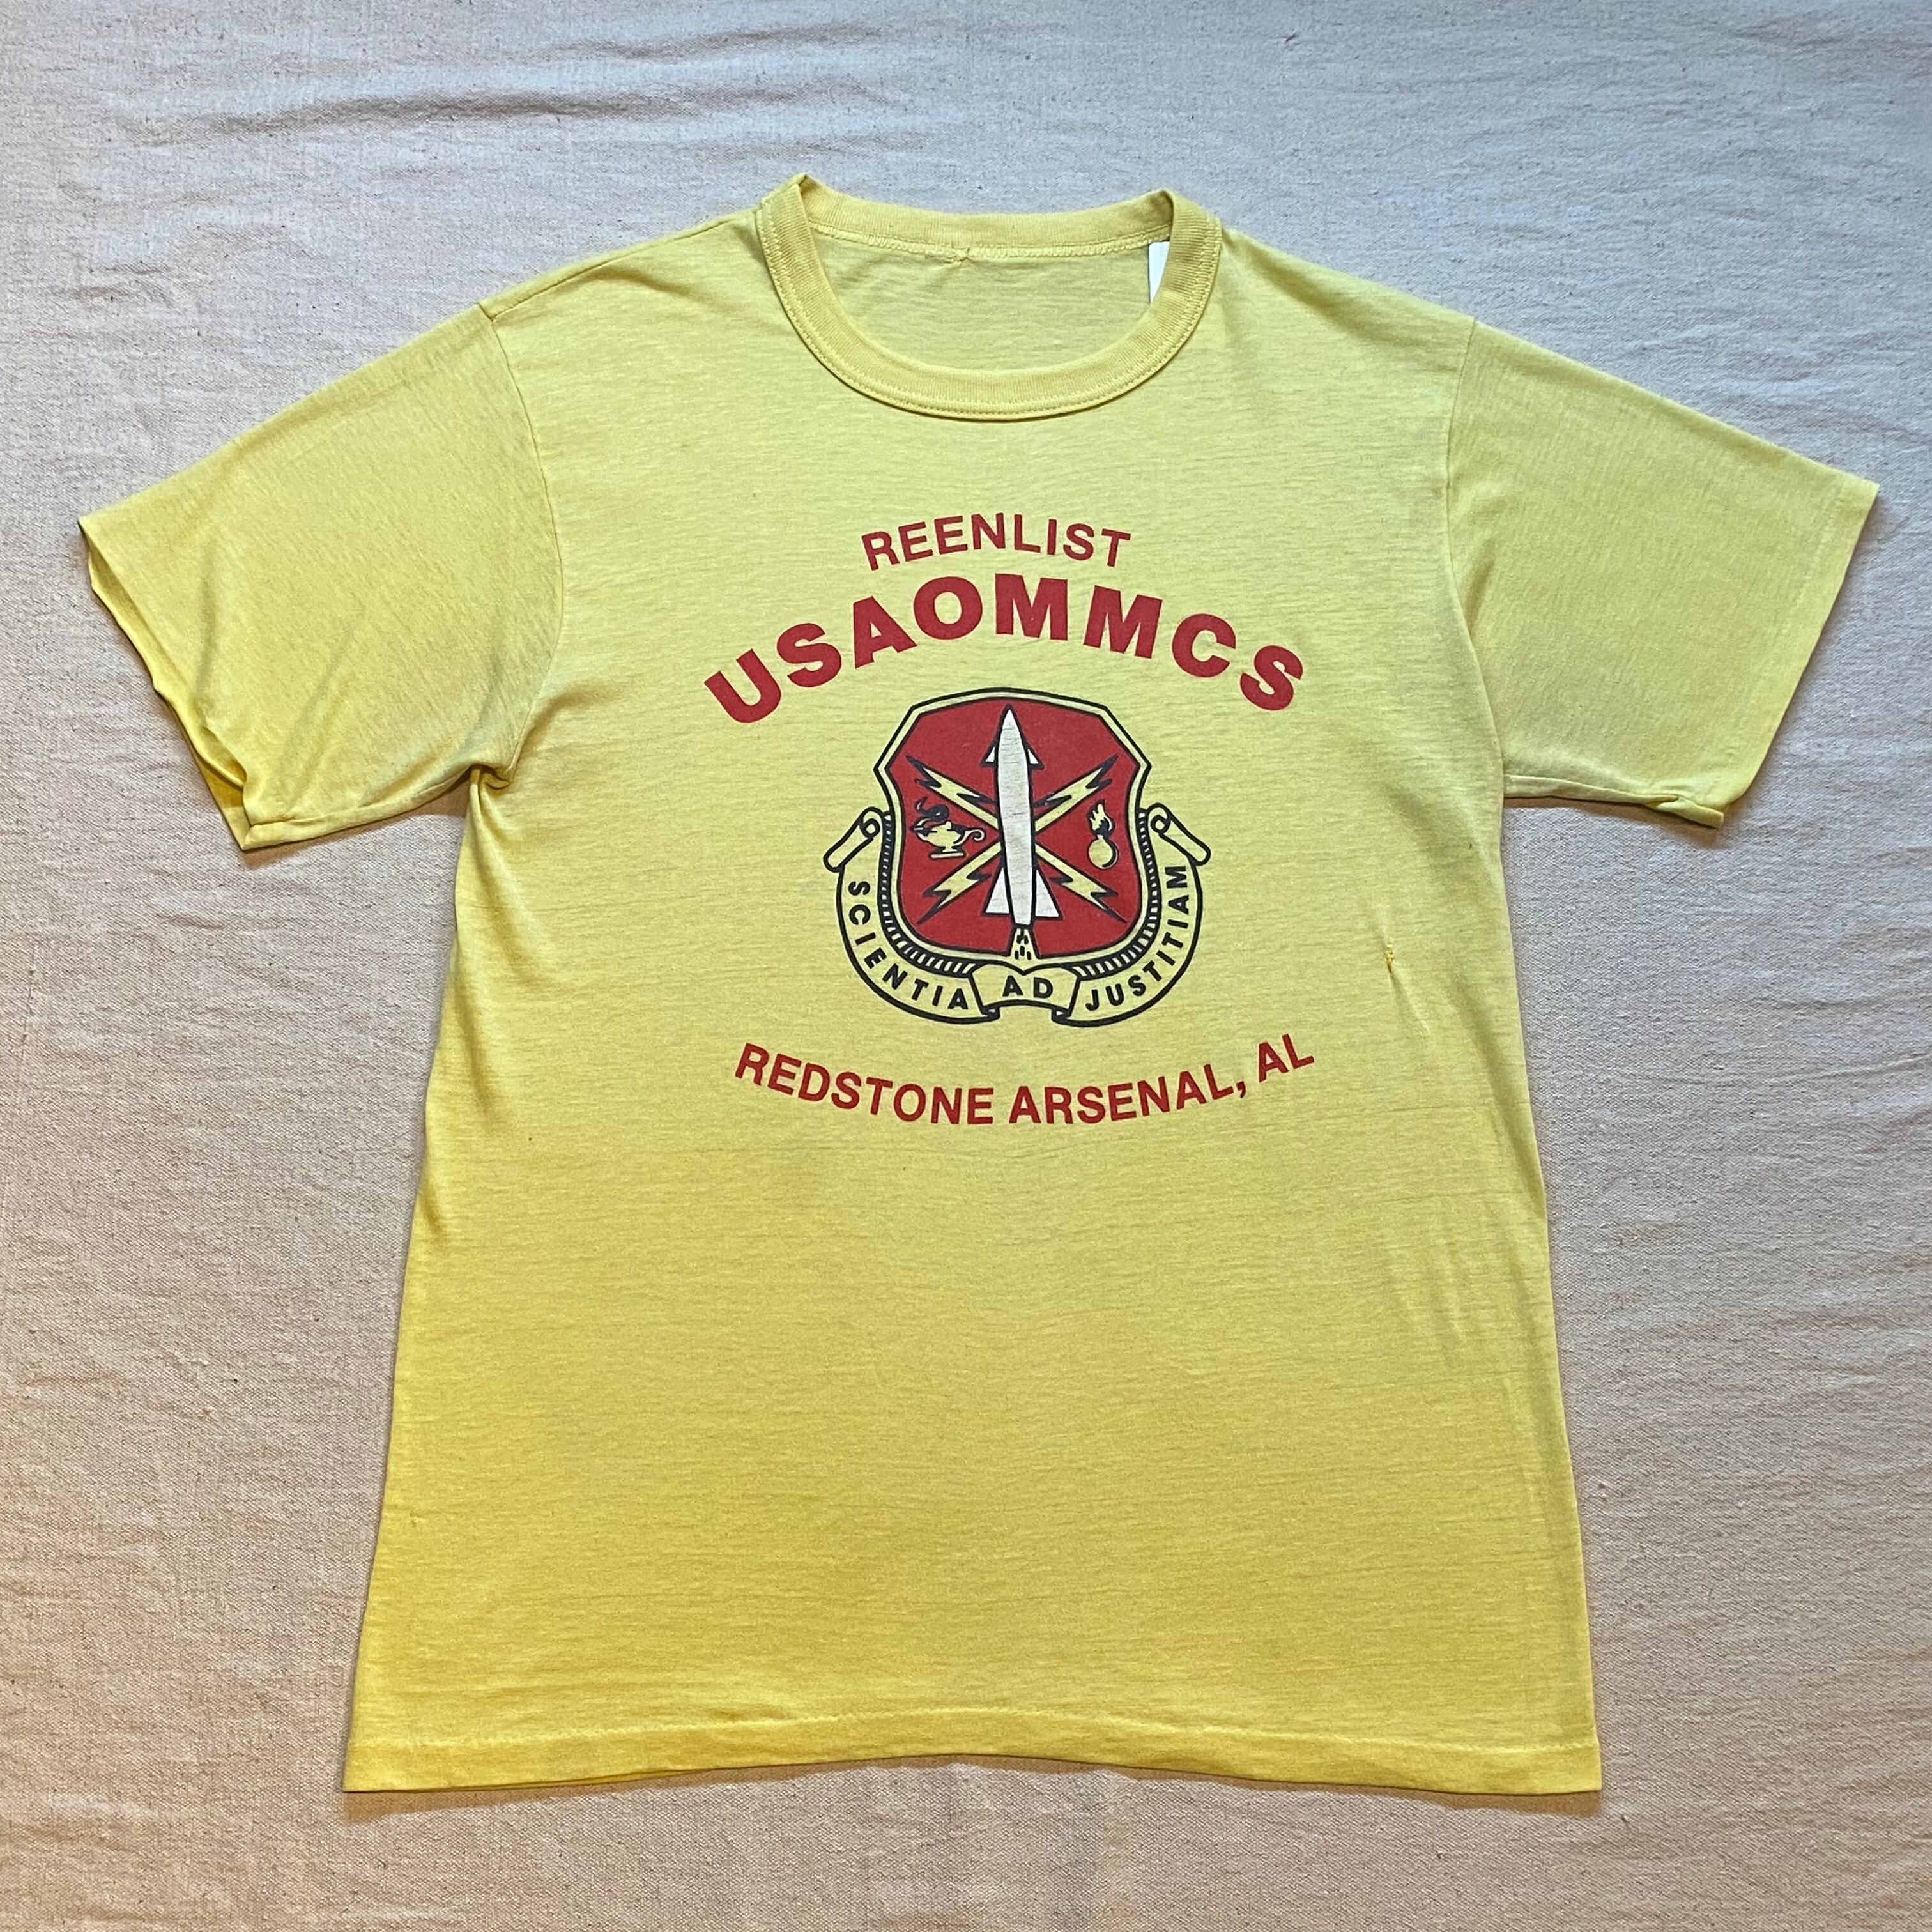 REENLIST
USAOMMCS
SCIENTIA AD JUSTITIAM
REDSTONE ARSENAL, AL